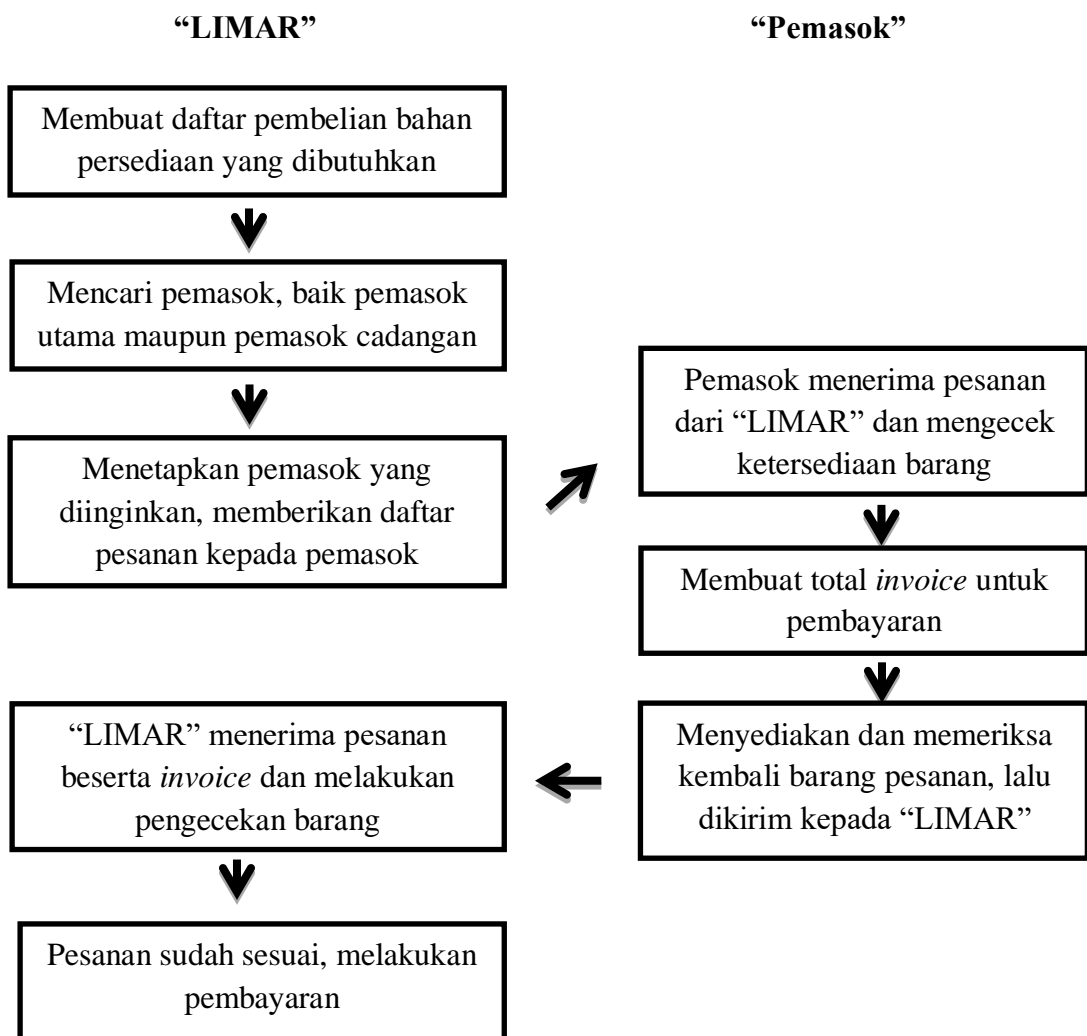 “LIMAR”
“Pemasok”
Membuat daftar pembelian bahan
persediaan yang dibutuhkan
Mencari pemasok, baik pemasok
utama maupun pemasok cadangan
Menetapkan pemasok yang
diinginkan, memberikan daftar
pesanan kepada pemasok
Pemasok menerima pesanan
dari “LIMAR” dan mengecek
ketersediaan barang
Membuat total invoice untuk
pembayaran
Menyediakan dan memeriksa
kembali barang pesanan, lalu
dikirim kepada “LIMAR”
“LIMAR” menerima pesanan
beserta invoice dan melakukan
pengecekan barang
Pesanan sudah sesuai, melakukan
pembayaran